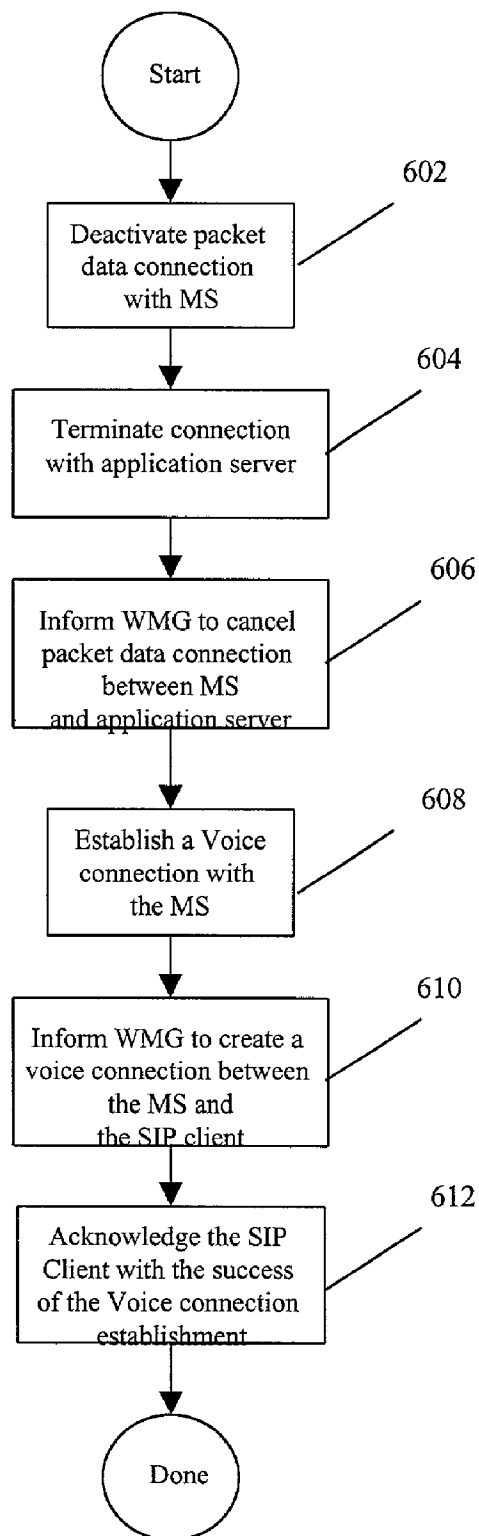 Start
602
Deactivate packet
data connection
with MS
604
Terminate connection
with application server
606
Inform WMG to cancel
packet data connection
between MS
and application server
608
Establish a Voice
connection with
the MS
610
Inform WMG to create a
voice connection between
the MS and
the SIP client
612
Acknowledge the SIP
Client with the success
of the Voice connection
establishment
Done